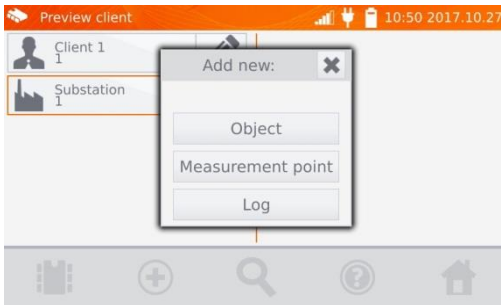 Preview client
10:50 2017.10.27
Client 1
1
Substation
1
Add new:
Object
Measurement point
Log